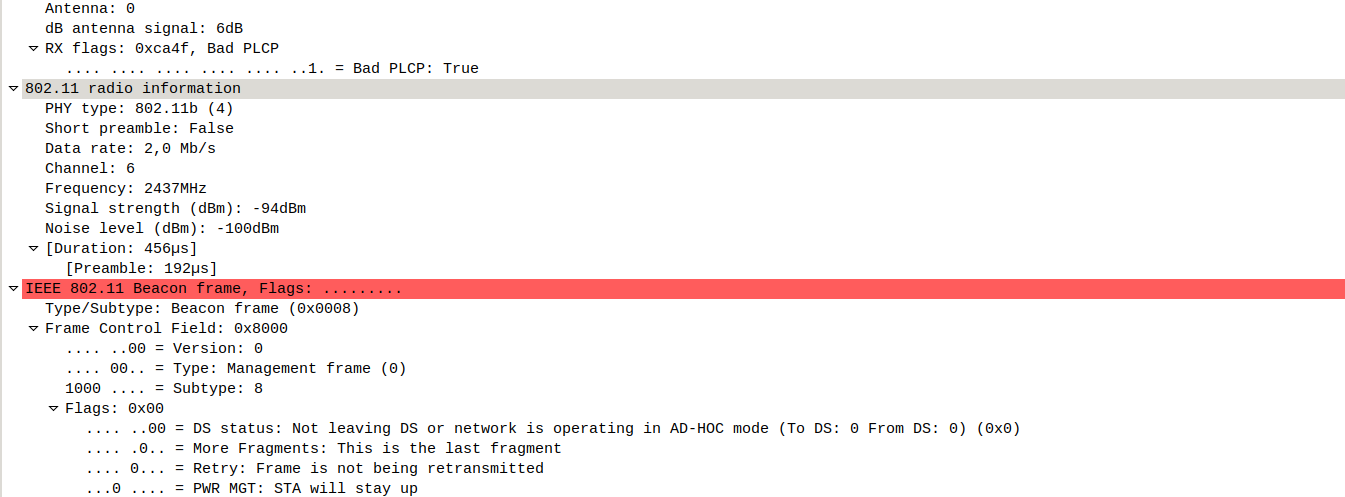 Antenna: 0
dB antenna signal: 6dB
RX flags: 0xca4f, Bad PLCP
.... .... .... .... .... ..1. = Bad PLCP: True
802.11 radio information
PHY type: 802.11b (4)
Short preamble: False
Data rate: 2,0 Mb/s
Channel: 6
Frequency: 2437MHz
Signal strength (dBm): -94dBm
Noise level (dBm): -100dBm
[Duration: 456µs]
[Preamble: 192µs]
IEEE 802.11 Beacon frame, Flags: .........
Type/Subtype: Beacon frame (0x0008)
Frame Control Field: 0x8000
.... ..00 = Version: 0
.... 00.. = Type: Management frame (0)
1000 .... = Subtype: 8
Flags: 0x00
.... ..00 = DS status: Not leaving DS or network is operating in AD-HOC mode (To DS: 0 From DS: 0) (0x0)
.... .0.. = More Fragments: This is the last fragment
.... 0... = Retry: Frame is not being retransmitted
...0 .... = PWR MGT: STA will stay up